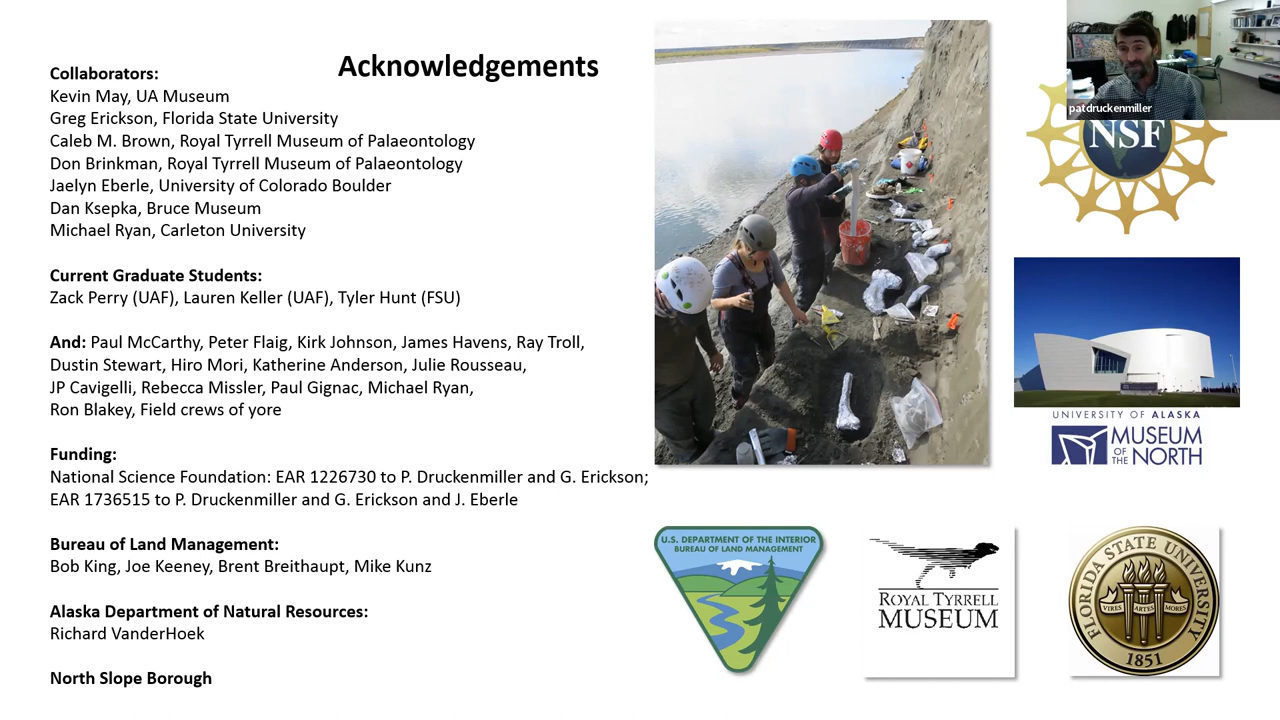 Acknowledgements
Collaborators:
Kevin May, UA Museum
Greg Erickson, Florida State University
Caleb M. Brown, Royal Tyrrell Museum of Palaeontology
Don Brinkman, Royal Tyrrell Museum of Palaeontology
Jaelyn Eberle, University of Colorado Boulder
Dan Ksepka, Bruce Museum
Michael Ryan, Carleton University
Current Graduate Students:
Zack Perry (UAF), Lauren Keller (UAF), Tyler Hunt (FSU)
And: Paul McCarthy, Peter Flaig, Kirk Johnson, James Havens, Ray Troll,
Dustin Stewart, Hiro Mori, Katherine Anderson, Julie Rousseau,
JP Cavigelli, Rebecca Missler, Paul Gignac, Michael Ryan,
Ron Blakey, Field crews of yore
Funding:
National Science Foundation: EAR 1226730 to P. Druckenmiller and G. Erickson;
EAR 1736515 to P. Druckenmiller and G. Erickson and J. Eberle
Bureau of Land Management:
Bob King, Joe Keeney, Brent Breithaupt, Mike Kunz
Alaska Department of Natural Resources:
Richard VanderHoek
North Slope Borough
patdruckenmiller
NSF
UNIVERSITY OF ALASKA
MUSEUM
OF THE NORTH
U.S. DEPARTMENT OF THE INTERIOR
BUREAU OF LAND MANAGEMENT
ROYAL TYRRELL
MUSEUM
FLORIDA STATE UNIVERSITY
VIRES ARTES MORES
1851